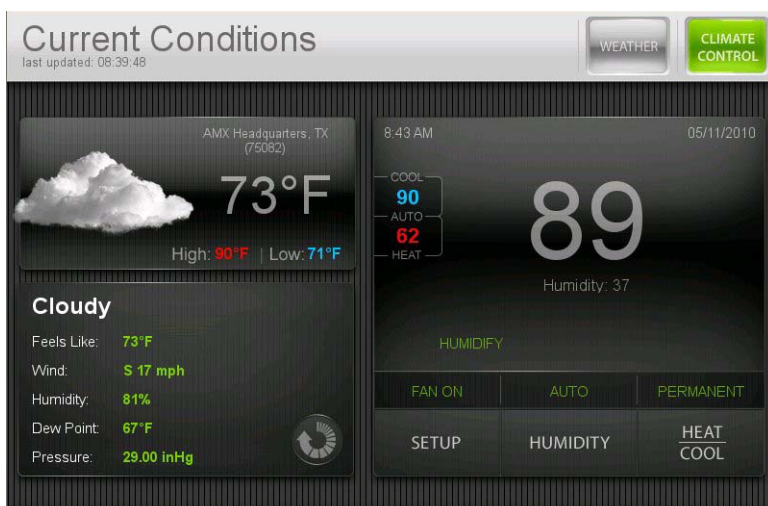 Current Conditions
last updated: 08:39:48
WEATHER
CLIMATE
CONTROL
AMX Headquarters, TX
(75082)
73°F
High: 90°F | Low: 71°F
Cloudy
Feels Like: 73°F
Wind: S 17 mph
Humidity: 81%
Dew Point: 67°F
Pressure: 29.00 inHg
8:43 AM 05/11/2010
COOL
90
AUTO
62
HEAT
89
Humidity: 37
HUMIDIFY
FAN ON AUTO PERMANENT
SETUP HUMIDITY HEAT
COOL